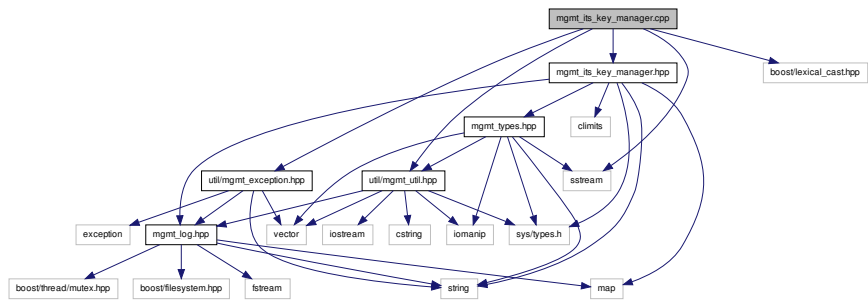 mgmt_its_key_manager.cpp
mgmt_its_key_manager.hpp
boost/lexical_cast.hpp
mgmt_types.hpp
climits
util/mgmt_exception.hpp
util/mgmt_util.hpp
sstream
exception
mgmt_log.hpp
vector
iostream
cstring
iomanip
sys/types.h
boost/thread/mutex.hpp
boost/filesystem.hpp
fstream
string
map